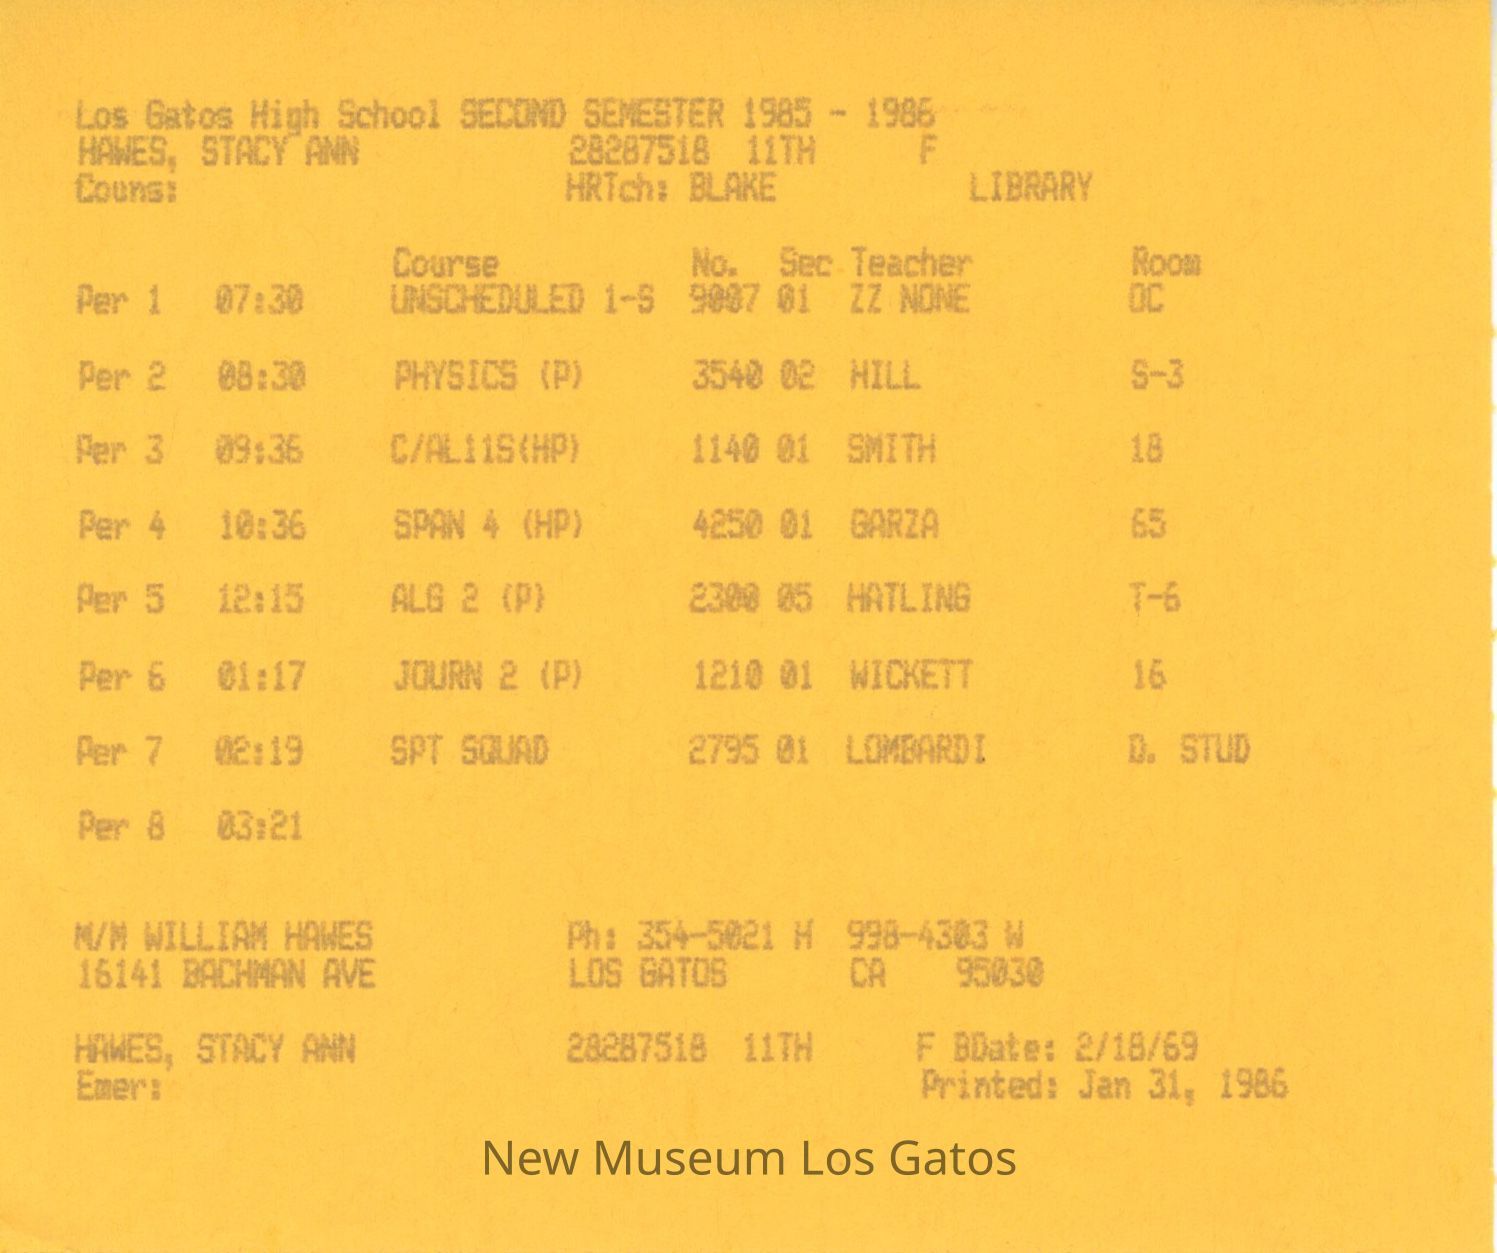 Los Gatos High School SECOND SEMESTER 1985 - 1986
HAWES, STACY ANN 28287518 11TH F
Couns: HRTch: BLAKE LIBRARY
Course No. Sec Teacher Room
Per 1 07:30 UNSCHEDULED 1-S 9007 01 ZZ NONE OC
Per 2 08:30 PHYSICS (P) 3540 02 HILL S-3
Per 3 09:36 C/AL11S(HP) 1140 01 SMITH 18
Per 4 10:36 SPAN 4 (HP) 4250 01 GARZA 65
Per 5 12:15 ALG 2 (P) 2300 05 HATLING T-6
Per 6 01:17 JOURN 2 (P) 1210 01 WICKETT 16
Per 7 02:19 SPT SQUAD 2795 01 LOMBARDI D. STUD
Per 8 03:21
M/M WILLIAM HAWES Ph: 354-5021 H 998-4303 W
16141 BACHMAN AVE LOS GATOS CA 95030
HAWES, STACY ANN 28287518 11TH F BDate: 2/18/69
Emer: Printed: Jan 31, 1986
New Museum Los Gatos